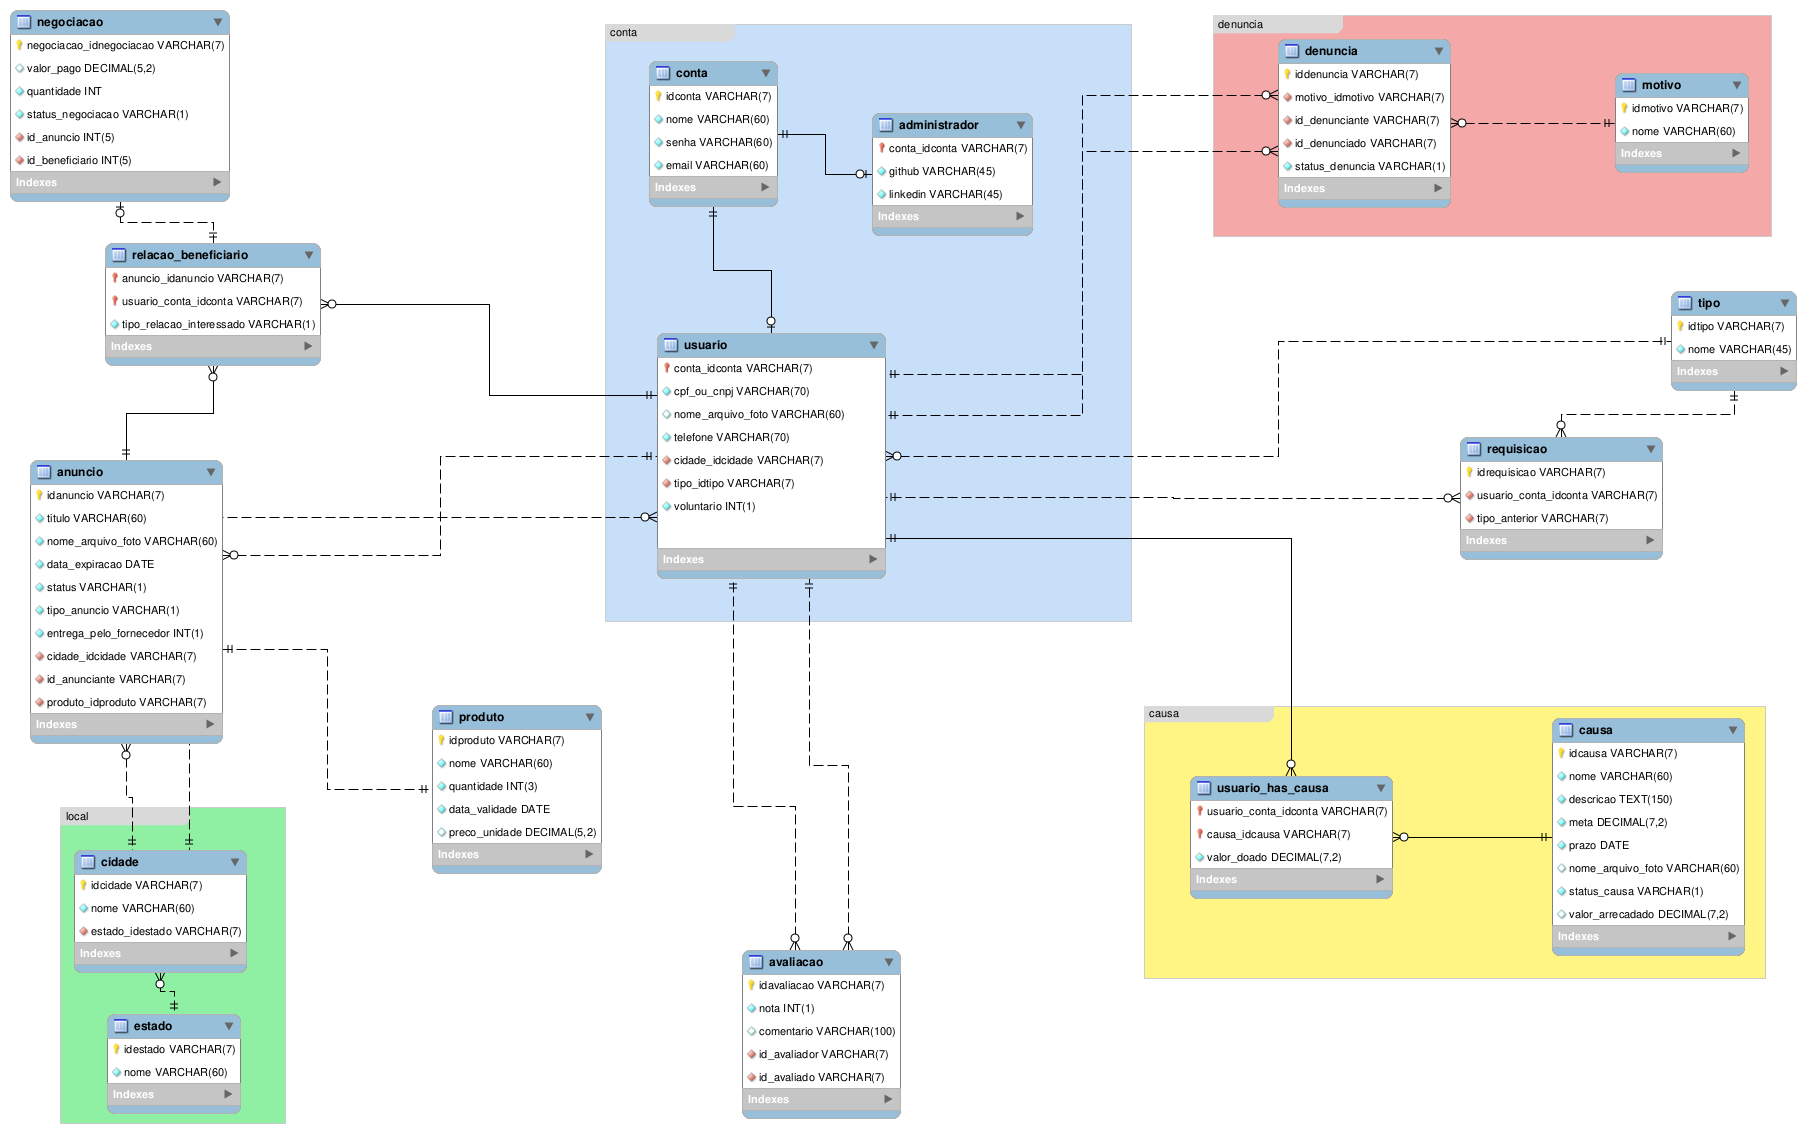 negociacao
negociacao_idnegociacao VARCHAR(7)
valor_pago DECIMAL(5,2)
quantidade INT
status_negociacao VARCHAR(1)
id_anuncio INT(5)
id_beneficiario INT(5)
Indexes
relacao_beneficiario
anuncio_idanuncio VARCHAR(7)
usuario_conta_idconta VARCHAR(7)
tipo_relacao_interessado VARCHAR(1)
Indexes
anuncio
idanuncio VARCHAR(7)
titulo VARCHAR(60)
nome_arquivo_foto VARCHAR(60)
data_expiracao DATE
status VARCHAR(1)
tipo_anuncio VARCHAR(1)
entrega_pelo_fornecedor INT(1)
cidade_idcidade VARCHAR(7)
id_anunciante VARCHAR(7)
produto_idproduto VARCHAR(7)
Indexes
local
cidade
idcidade VARCHAR(7)
nome VARCHAR(60)
estado_idestado VARCHAR(7)
Indexes
estado
idestado VARCHAR(7)
nome VARCHAR(60)
Indexes
produto
idproduto VARCHAR(7)
nome VARCHAR(60)
quantidade INT(3)
data_validade DATE
preco_unidade DECIMAL(5,2)
Indexes
conta
conta
idconta VARCHAR(7)
nome VARCHAR(60)
senha VARCHAR(60)
email VARCHAR(60)
Indexes
administrador
conta_idconta VARCHAR(7)
github VARCHAR(45)
linkedin VARCHAR(45)
Indexes
usuario
conta_idconta VARCHAR(7)
cpf_ou_cnpj VARCHAR(70)
nome_arquivo_foto VARCHAR(60)
telefone VARCHAR(70)
cidade_idcidade VARCHAR(7)
tipo_idtipo VARCHAR(7)
voluntario INT(1)
Indexes
avaliacao
idavaliacao VARCHAR(7)
nota INT(1)
comentario VARCHAR(100)
id_avaliador VARCHAR(7)
id_avaliado VARCHAR(7)
Indexes
denuncia
denuncia
iddenuncia VARCHAR(7)
motivo_idmotivo VARCHAR(7)
id_denunciante VARCHAR(7)
id_denunciado VARCHAR(7)
status_denuncia VARCHAR(1)
Indexes
motivo
idmotivo VARCHAR(7)
nome VARCHAR(60)
Indexes
tipo
idtipo VARCHAR(7)
nome VARCHAR(45)
Indexes
requisicao
idrequisicao VARCHAR(7)
usuario_conta_idconta VARCHAR(7)
tipo_anterior VARCHAR(7)
Indexes
causa
usuario_has_causa
usuario_conta_idconta VARCHAR(7)
causa_idcausa VARCHAR(7)
valor_doado DECIMAL(7,2)
Indexes
causa
idcausa VARCHAR(7)
nome VARCHAR(60)
descricao TEXT(150)
meta DECIMAL(7,2)
prazo DATE
nome_arquivo_foto VARCHAR(60)
status_causa VARCHAR(1)
valor_arrecadado DECIMAL(7,2)
Indexes